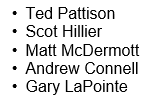 • Ted Pattison
• Scot Hillier
• Matt McDermott
• Andrew Connell
• Gary LaPointe